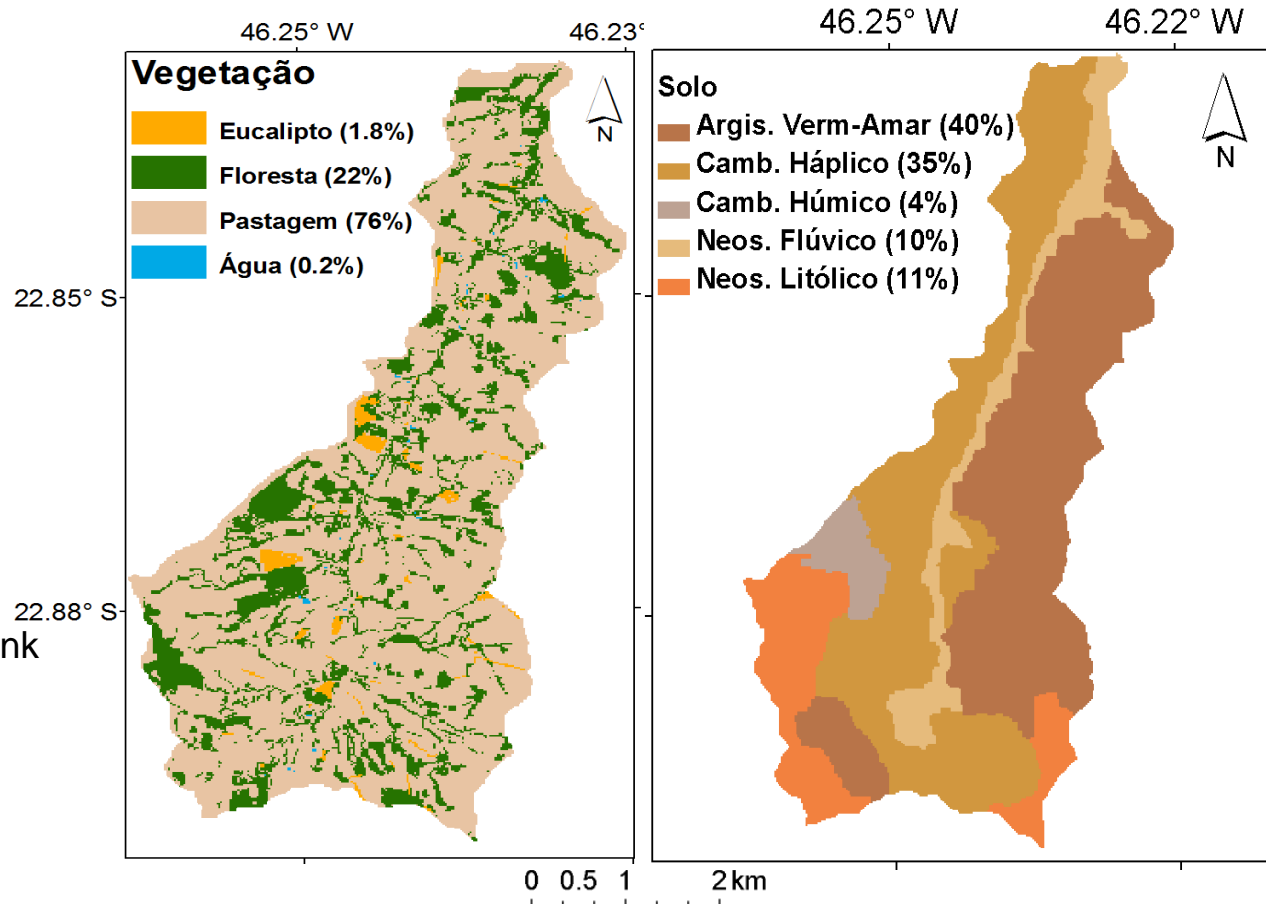 46.25° W
46.23°
Vegetação
Eucalipto (1.8%)
Floresta (22%)
Pastagem (76%)
Água (0.2%)
N
22.85° S
22.88° S
nk
46.25° W
46.22° W
Solo
Argis. Verm-Amar (40%)
Camb. Háplico (35%)
Camb. Húmico (4%)
Neos. Flúvico (10%)
Neos. Litólico (11%)
N
0 0.5 1 2 km